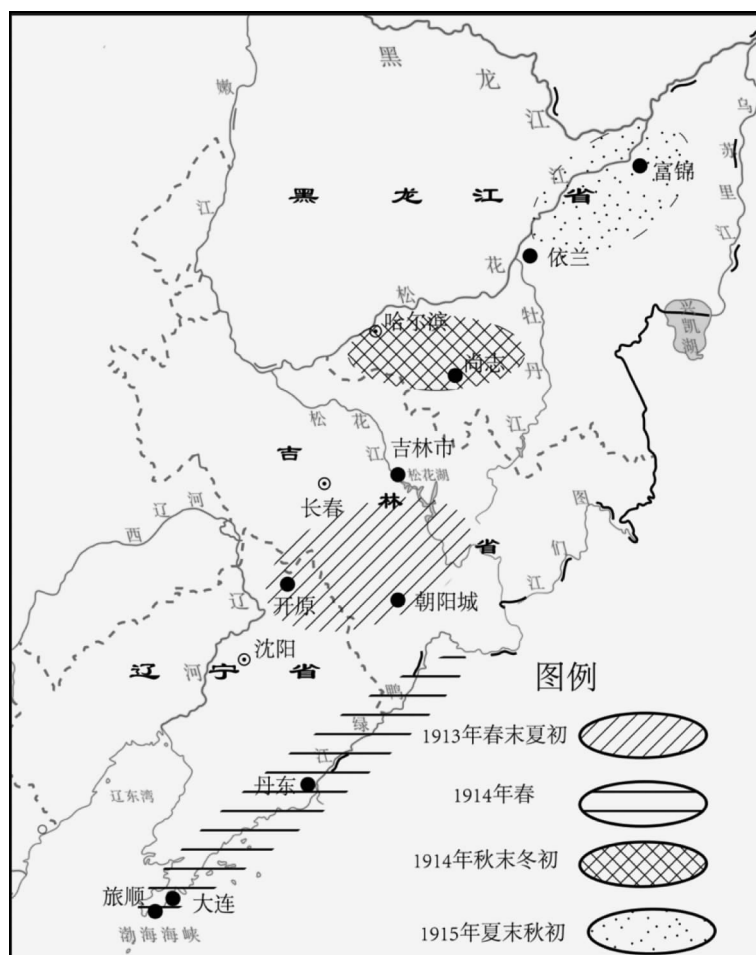 黑龙江
嫩江
乌苏里江
江
富锦
黑龙江省
依兰
花
松
哈尔滨
牡丹江
兴凯湖
尚志
松花江
吉林市
松花湖
吉林省
长春
图们江
西辽河
辽河
开原
朝阳城
沈阳
辽宁省
鸭绿江
丹东
辽东湾
旅顺
大连
渤海海峡
图例
1913年春末夏初
1914年春
1914年秋末冬初
1915年夏末秋初